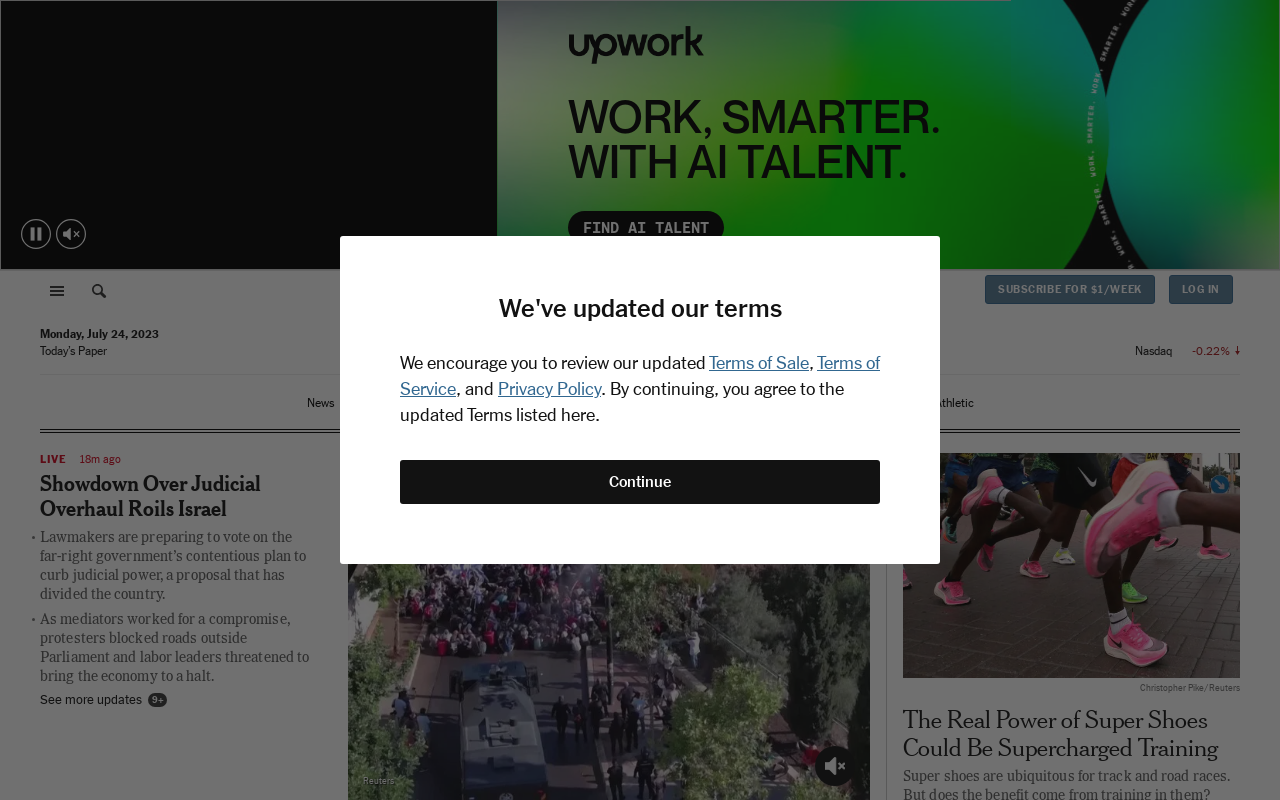 upwork
WORK, SMARTER.
WITH AI TALENT.
FIND AI TALENT
SUBSCRIBE FOR $1/WEEK
LOG IN
Monday, July 24, 2023
Today's Paper
Nasdaq -0.22%
News
We've updated our terms
We encourage you to review our updated Terms of Sale, Terms of
Service, and Privacy Policy. By continuing, you agree to the
updated Terms listed here.
Continue
LIVE 18m ago
Showdown Over Judicial
Overhaul Roils Israel
• Lawmakers are preparing to vote on the
far-right government's contentious plan to
curb judicial power, a proposal that has
divided the country.
• As mediators worked for a compromise,
protesters blocked roads outside
Parliament and labor leaders threatened to
bring the economy to a halt.
See more updates 9+
Reuters
Christopher Pike/Reuters
The Real Power of Super Shoes
Could Be Supercharged Training
Super shoes are ubiquitous for track and road races.
But does the benefit come from training in them?